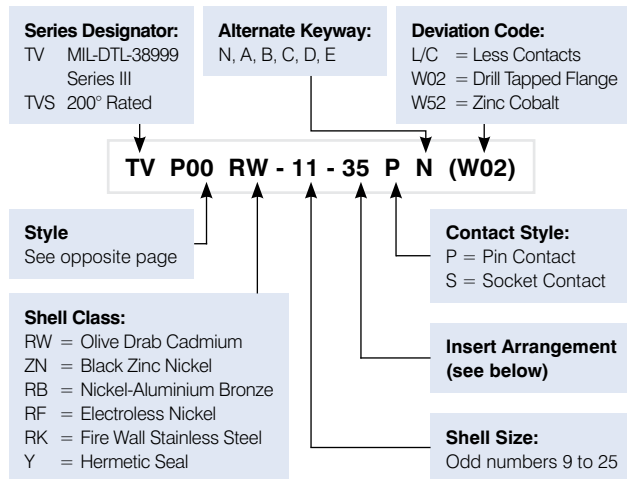 Series Designator:
TV MIL-DTL-38999
Series III
TVS 200° Rated
Alternate Keyway:
N, A, B, C, D, E
Deviation Code:
L/C = Less Contacts
W02 = Drill Tapped Flange
W52 = Zinc Cobalt
TV P00 RW - 11 - 35 P N (W02)
Style
See opposite page
Contact Style:
P = Pin Contact
S = Socket Contact
Shell Class:
RW = Olive Drab Cadmium
ZN = Black Zinc Nickel
RB = Nickel-Aluminium Bronze
RF = Electroless Nickel
RK = Fire Wall Stainless Steel
Y = Hermetic Seal
Insert Arrangement
(see below)
Shell Size:
Odd numbers 9 to 25